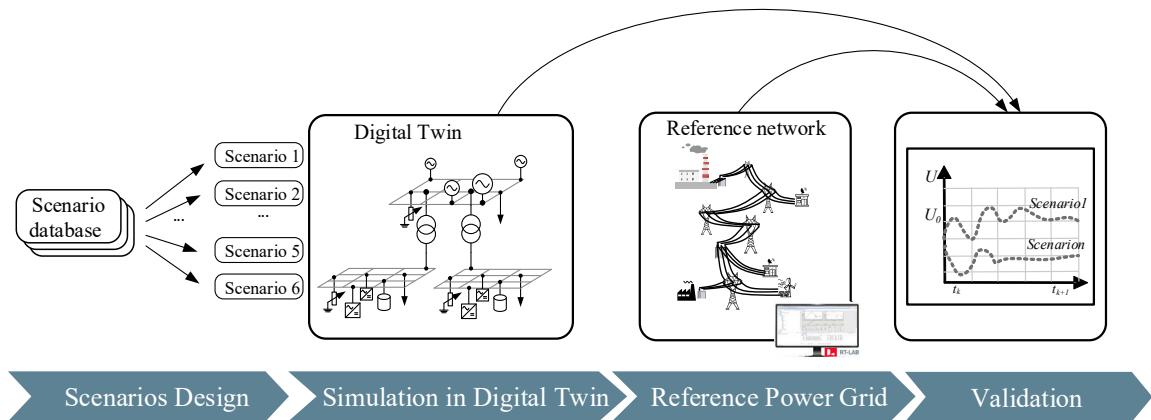 Scenario
database
...
Scenario 1
Scenario 2
...
Scenario 5
Scenario 6
Digital Twin
Reference network
RT-LAB
U
U0
Scenario1
Scenarion
tk
tk+1
Scenarios Design
Simulation in Digital Twin
Reference Power Grid
Validation